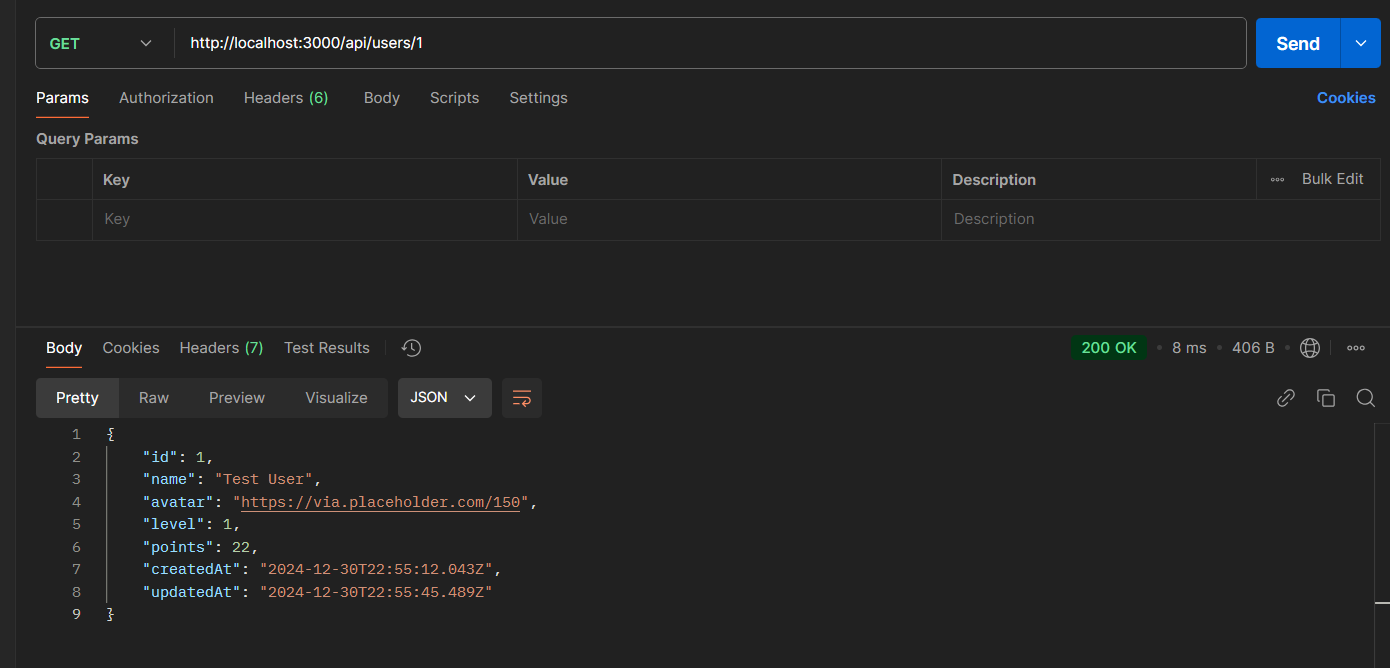 GET http://localhost:3000/api/users/1 Send
Params Authorization Headers (6) Body Scripts Settings Cookies
Query Params
Key Value Description Bulk Edit
Key Value Description
Body Cookies Headers (7) Test Results 200 OK 8 ms 406 B
Pretty Raw Preview Visualize JSON
1 {
2 "id": 1,
3 "name": "Test User",
4 "avatar": "https://via.placeholder.com/150",
5 "level": 1,
6 "points": 22,
7 "createdAt": "2024-12-30T22:55:12.043Z",
8 "updatedAt": "2024-12-30T22:55:45.489Z"
9 }